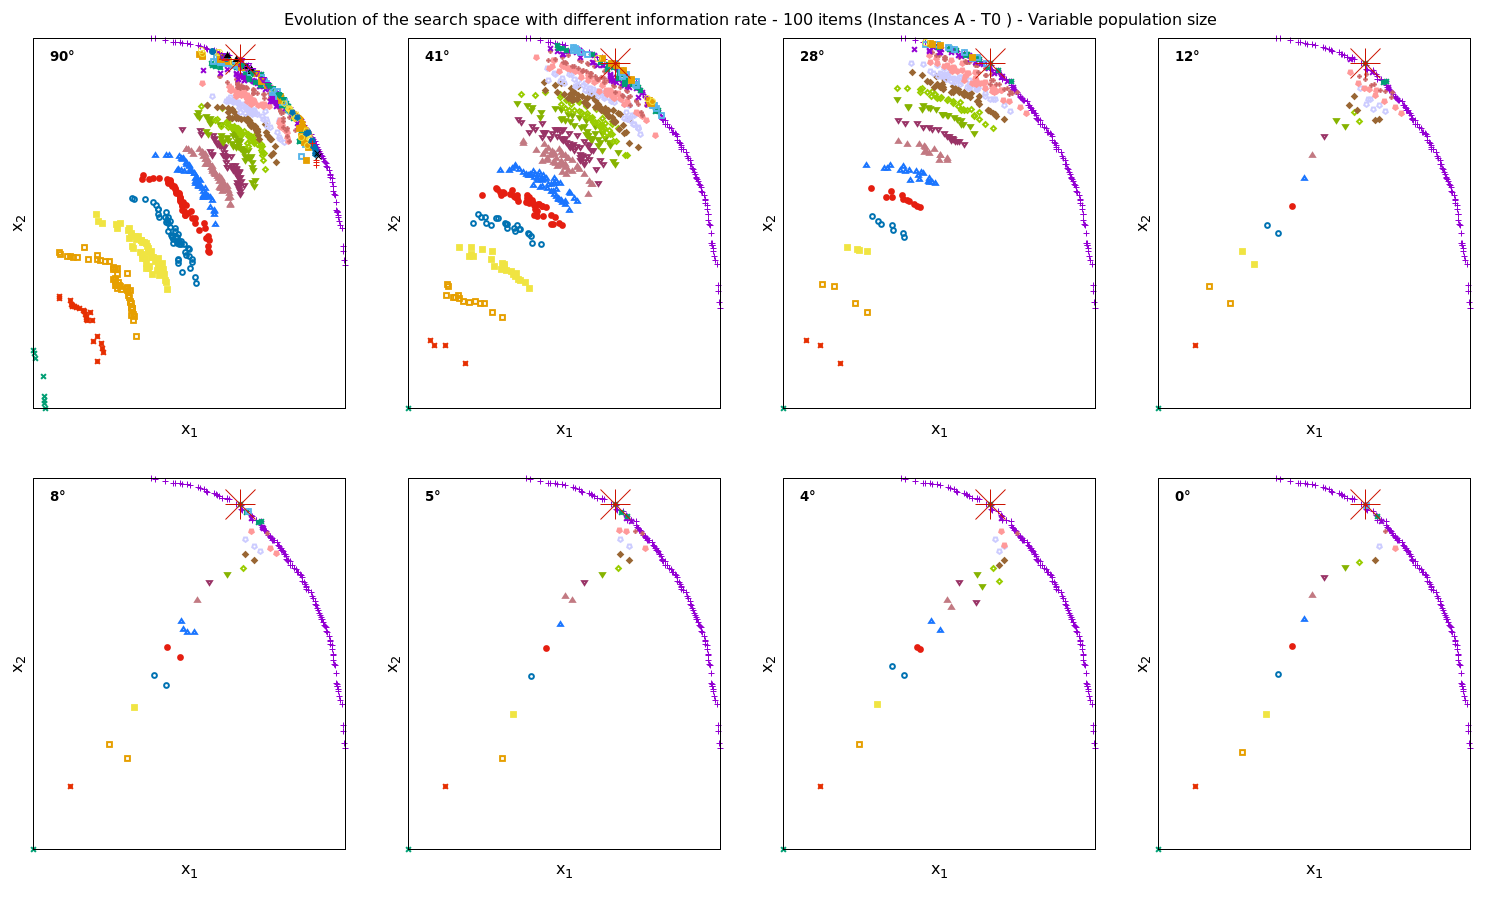 Evolution of the search space with different information rate - 100 items (Instances A - T0 ) - Variable population size
90°
41°
28°
12°
x2
x2
x2
x2
x1
x1
x1
x1
8°
5°
4°
0°
x2
x2
x2
x2
x1
x1
x1
x1